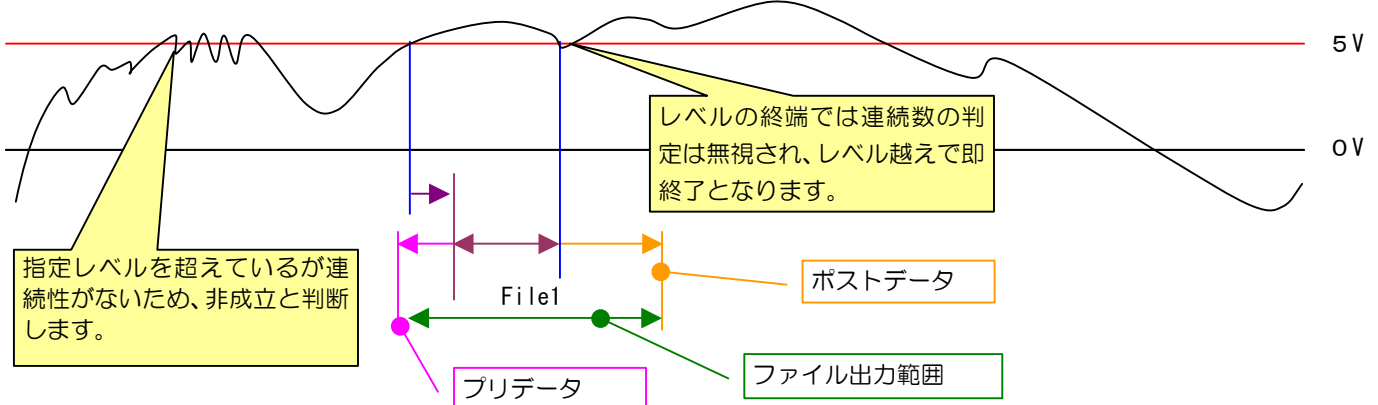 5V
レベルの終端では連続数の判
定は無視され、レベル越えで即
終了となります。
0V
指定レベルを超えているが連
続性がないため、非成立と判断
します。
ポストデータ
File1
ファイル出力範囲
プリデータ